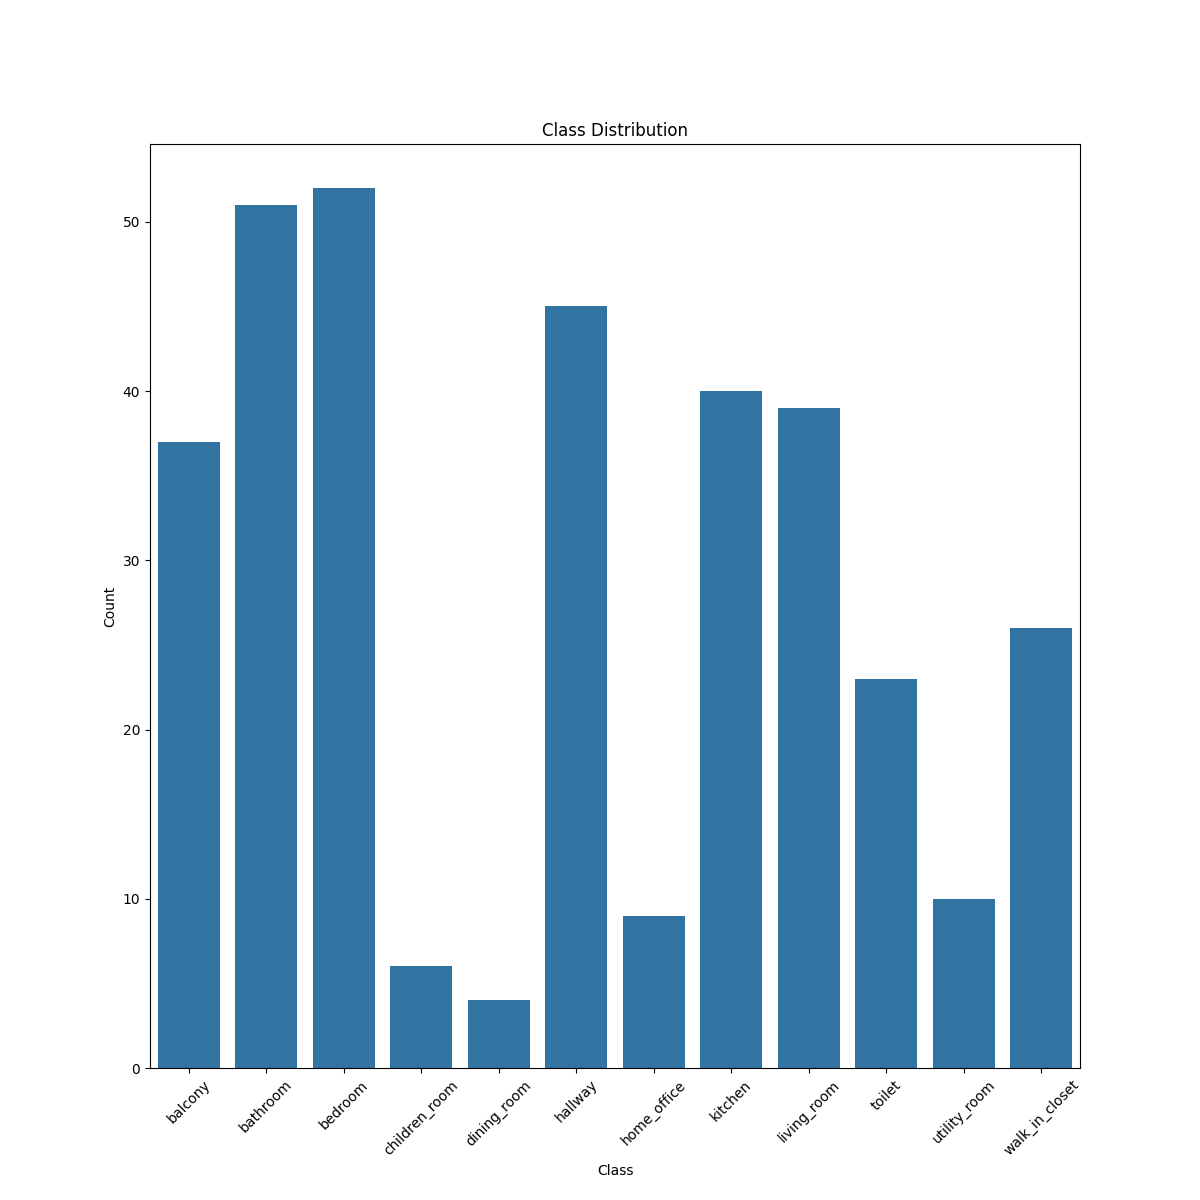 Class Distribution
50
40
30
20
10
0
Count
balcony
bathroom
bedroom
children_room
dining_room
hallway
home_office
kitchen
living_room
toilet
utility_room
walk_in_closet
Class